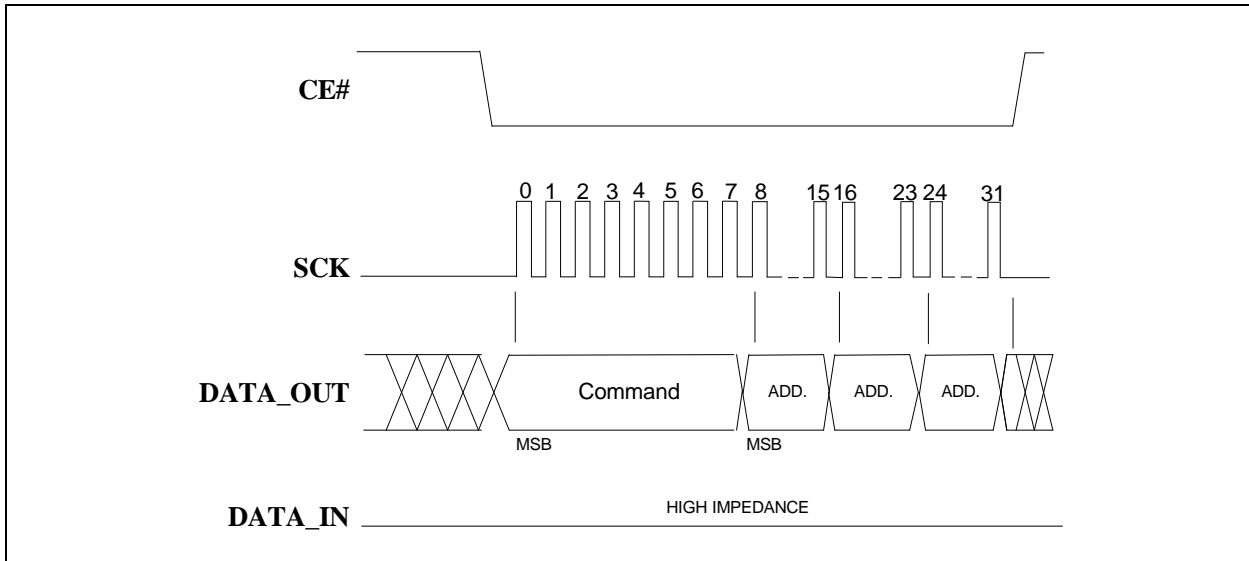 CE#
0 1 2 3 4 5 6 7 8 15 16 23 24 31
SCK
DATA_OUT Command ADD. ADD. ADD.
MSB MSB
HIGH IMPEDANCE
DATA_IN